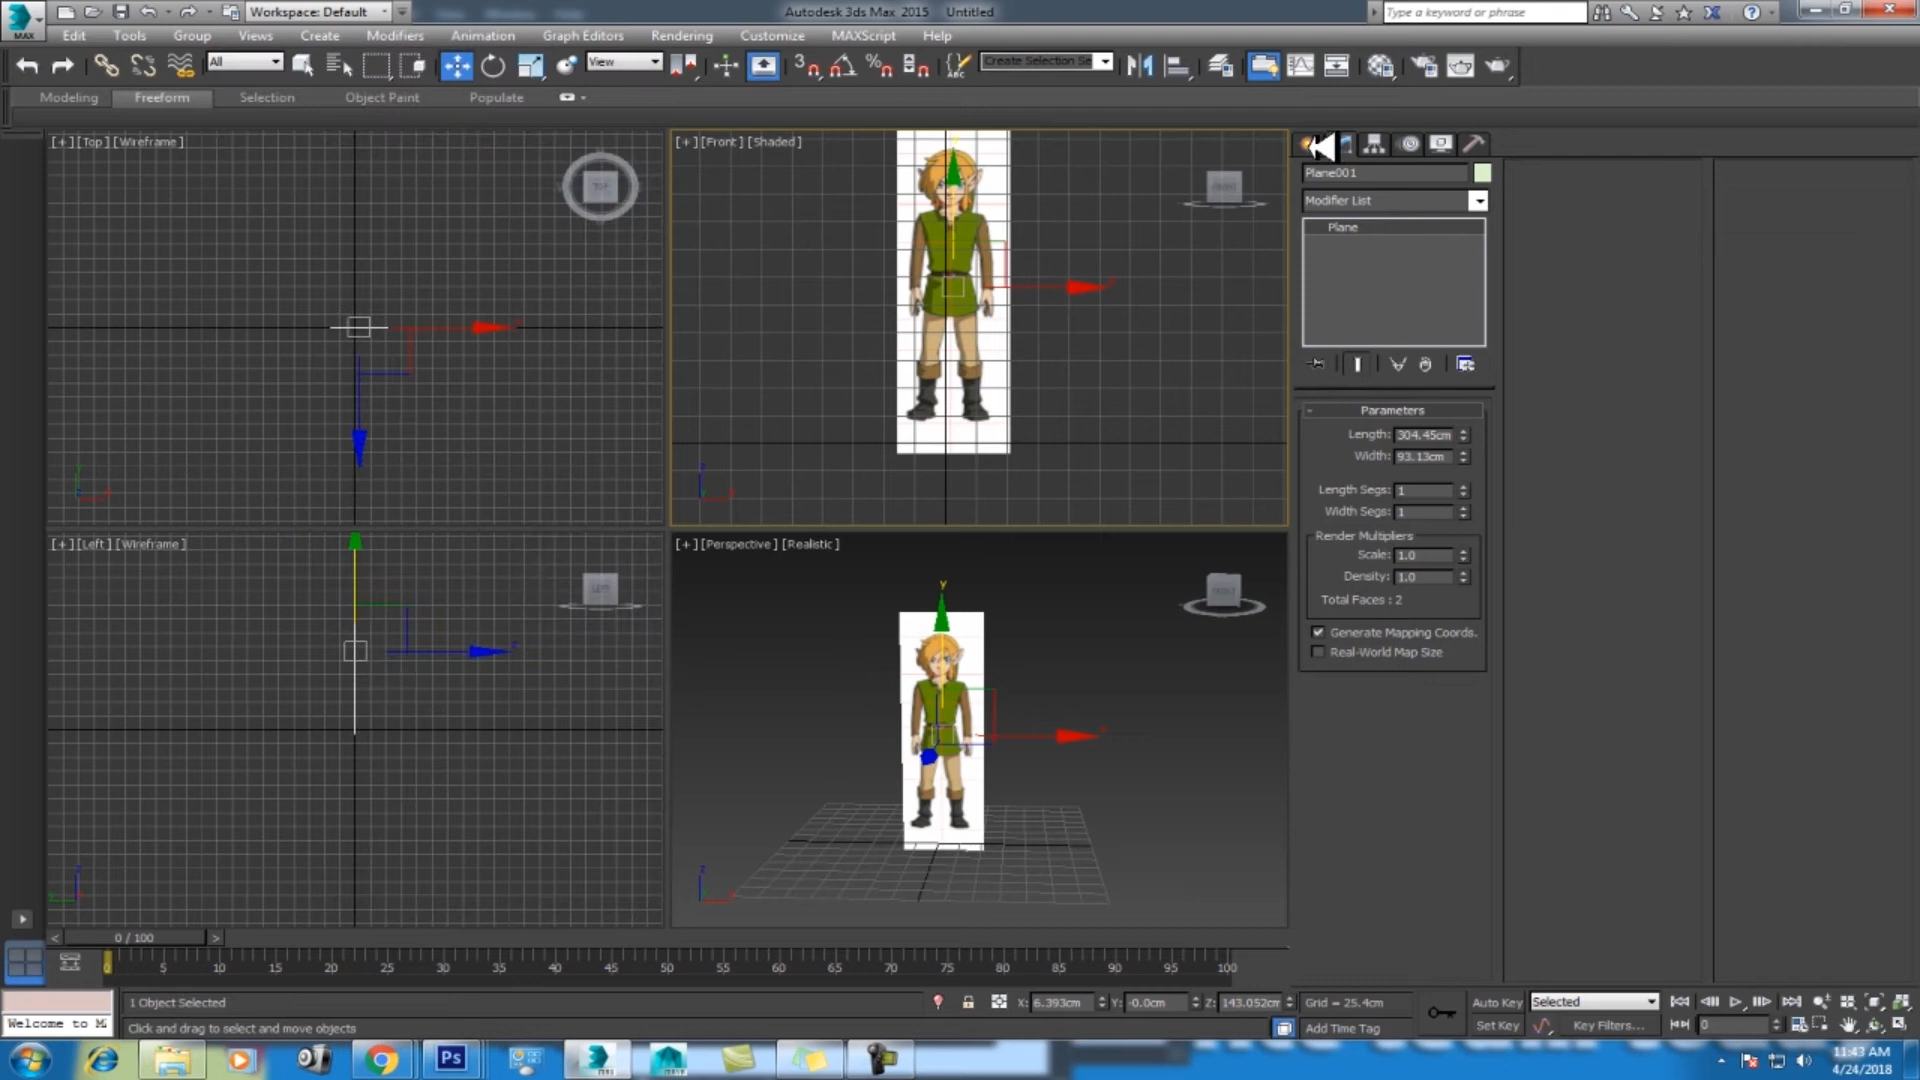 Workspace: Default
Autodesk 3ds Max 2015 Untitled
Type a keyword or phrase
MAX
Edit Tools Group Views Create Modifiers Animation Graph Editors Rendering Customize MAXScript Help
All
View
Create Selection Se
Modeling Freeform Selection Object Paint Populate
[+] [Top] [Wireframe]
TOP
[+] [Front] [Shaded]
Plane001
Modifier List
Plane
Parameters
Length: 304.45cm
Width: 93.13cm
Length Segs: 1
Width Segs: 1
Render Multipliers
Scale: 1.0
Density: 1.0
Total Faces : 2
Generate Mapping Coords.
Real-World Map Size
[+] [Left] [Wireframe]
LEFT
[+] [Perspective] [Realistic]
y
< 0 / 100 >
0 5 10 15 20 25 30 35 40 45 50 55 60 65 70 75 80 85 90 95 100
1 Object Selected
X: 6.393cm Y: -0.0cm Z: 143.052cm Grid = 25.4cm
Auto Key Selected
Welcome to M
Click and drag to select and move objects
Add Time Tag
Set Key Key Filters... 0
Ps
11:43 AM
4/24/2018